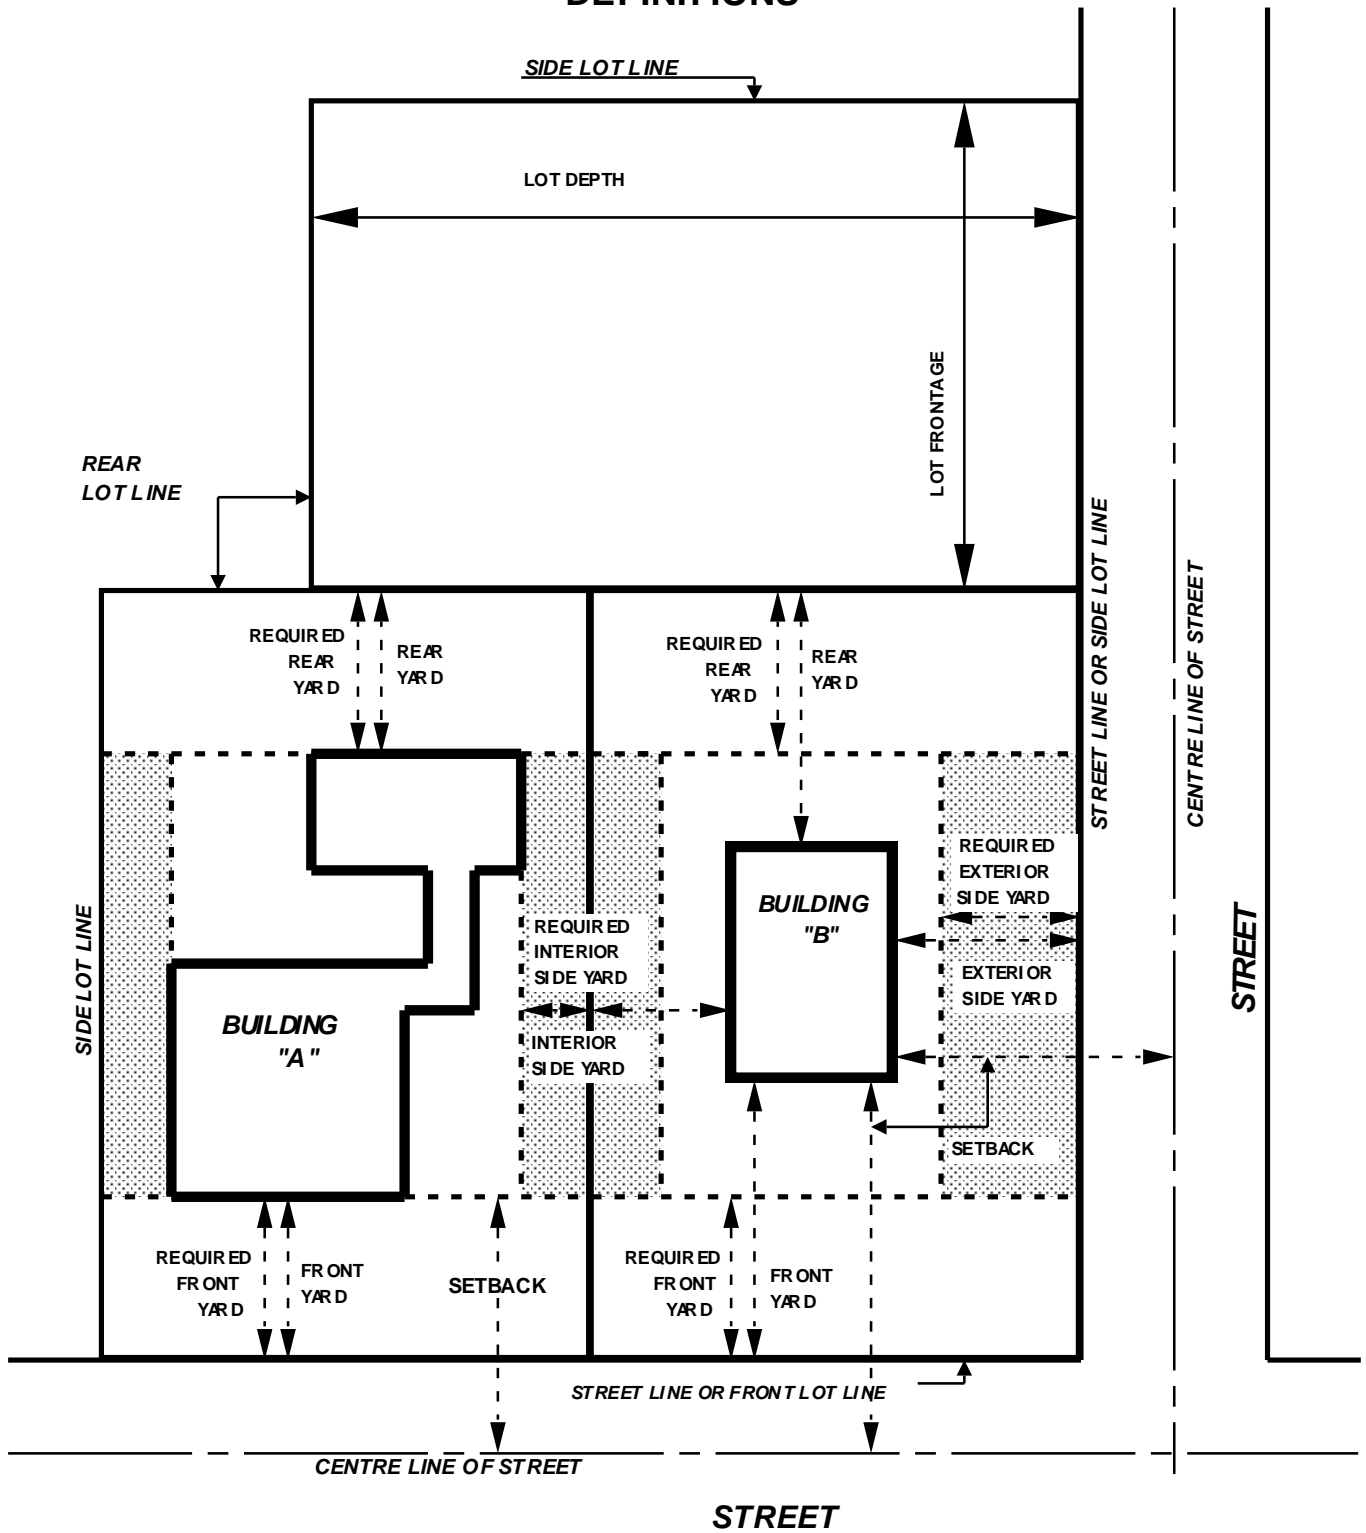 DEFINITIONS
SIDE LOT LINE
LOT DEPTH
LOT FRONTAGE
REAR
LOT LINE
STREET LINE OR SIDE LOT LINE
CENTRE LINE OF STREET
REQUIRED
REAR
YARD
REAR
YARD
REQUIRED
REAR
YARD
REAR
YARD
SIDE LOT LINE
REQUIRED
EXTERIOR
SIDE YARD
BUILDING
"B"
REQUIRED
INTERIOR
SIDE YARD
EXTERIOR
SIDE YARD
STREET
BUILDING
"A"
INTERIOR
SIDE YARD
SETBACK
REQUIRED
FRONT
YARD
FRONT
YARD
SETBACK
REQUIRED
FRONT
YARD
FRONT
YARD
STREET LINE OR FRONT LOT LINE
CENTRE LINE OF STREET
STREET